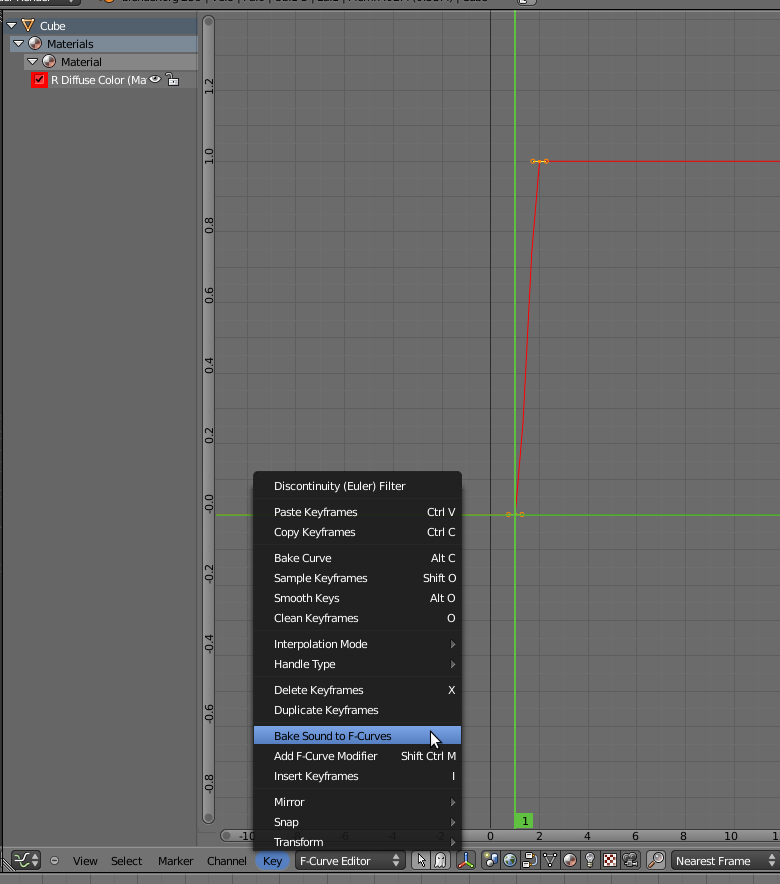 Cube
Materials
Material
R Diffuse Color (Ma
1.2
1.0
0.8
0.6
0.4
0.2
-0.0
-0.2
-0.4
-0.6
-0.8
Discontinuity (Euler) Filter
Paste Keyframes Ctrl V
Copy Keyframes Ctrl C
Bake Curve Alt C
Sample Keyframes Shift O
Smooth Keys Alt O
Clean Keyframes O
Interpolation Mode
Handle Type
Delete Keyframes X
Duplicate Keyframes
Bake Sound to F-Curves
Add F-Curve Modifier Shift Ctrl M
Insert Keyframes I
Mirror
Snap
Transform
1
-10 0 2 4 6 8 10
View Select Marker Channel Key F-Curve Editor Nearest Frame